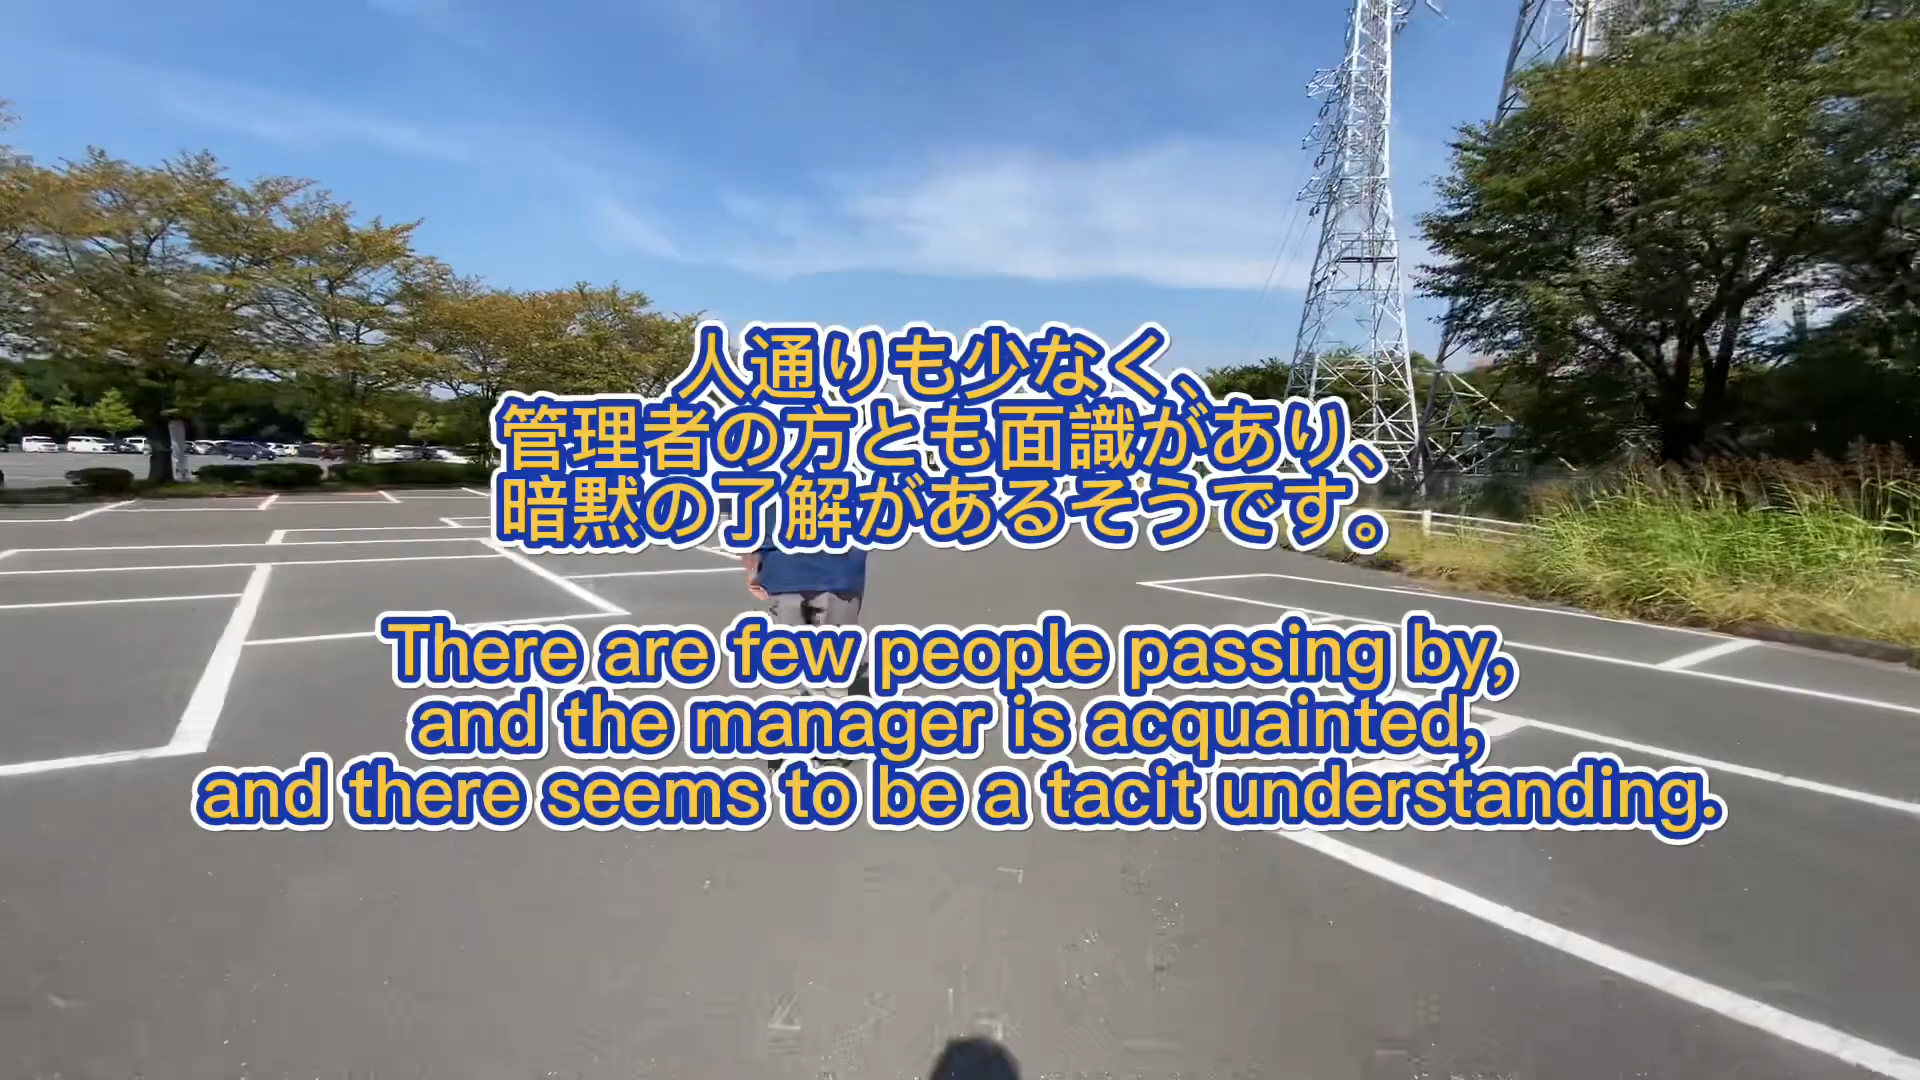 人通りも少なく、
管理者の方とも面識があり、
暗黙の了解があるそうです。
There are few people passing by,
and the manager is acquainted,
and there seems to be a tacit understanding.